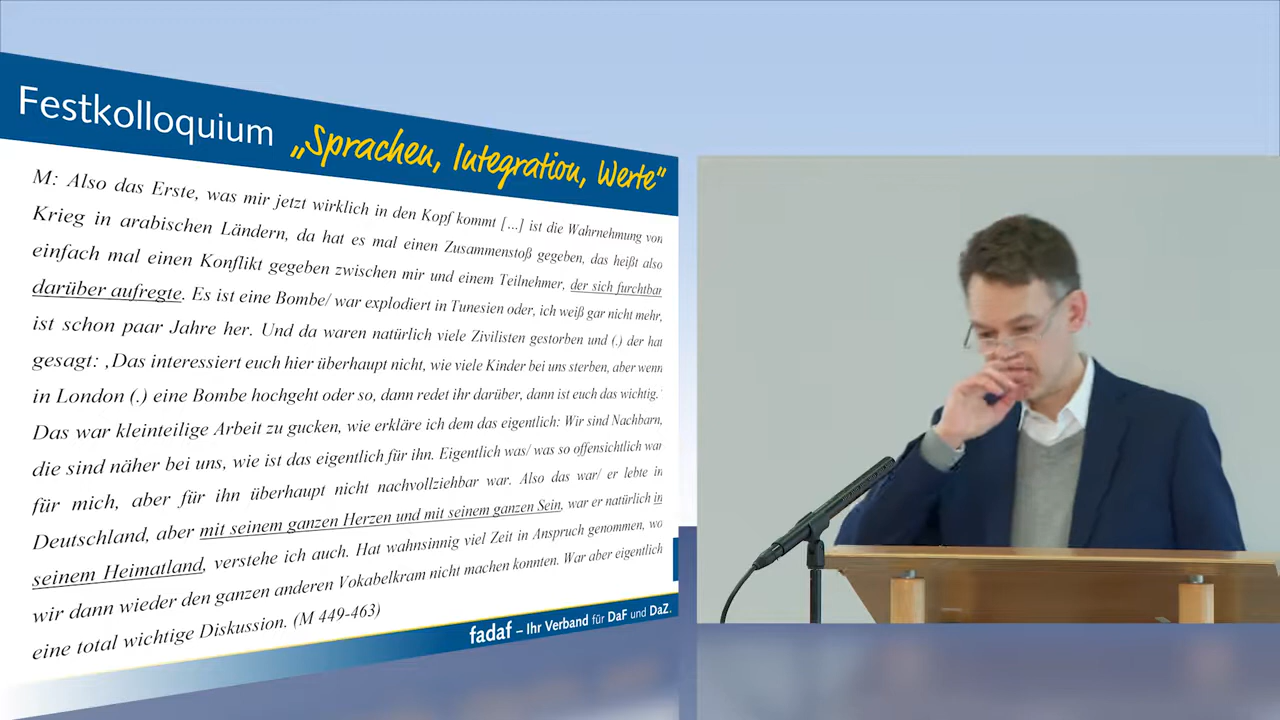 Festkolloquium „Sprachen, Integration, Werte“
M: Also das Erste, was mir jetzt wirklich in den Kopf kommt [...] ist die Wahrnehmung von
Krieg in arabischen Ländern, da hat es mal einen Zusammenstoß gegeben, das heißt also
einfach mal einen Konflikt gegeben zwischen mir und einem Teilnehmer, der sich furchtbar
darüber aufregte. Es ist eine Bombe/ war explodiert in Tunesien oder, ich weiß gar nicht mehr,
ist schon paar Jahre her. Und da waren natürlich viele Zivilisten gestorben und (.) der hat
gesagt: ‚Das interessiert euch hier überhaupt nicht, wie viele Kinder bei uns sterben, aber wenn
in London (.) eine Bombe hochgeht oder so, dann redet ihr darüber, dann ist euch das wichtig.‘
Das war kleinteilige Arbeit zu gucken, wie erkläre ich dem das eigentlich: Wir sind Nachbarn,
die sind näher bei uns, wie ist das eigentlich für ihn. Eigentlich was/ was so offensichtlich war
für mich, aber für ihn überhaupt nicht nachvollziehbar war. Also das war/ er lebte in
Deutschland, aber mit seinem ganzen Herzen und mit seinem ganzen Sein, war er natürlich in
seinem Heimatland, verstehe ich auch. Hat wahnsinnig viel Zeit in Anspruch genommen, wo
wir dann wieder den ganzen anderen Vokabelkram nicht machen konnten. War aber eigentlich
eine total wichtige Diskussion. (M 449-463)
fadaf – Ihr Verband für DaF und DaZ.